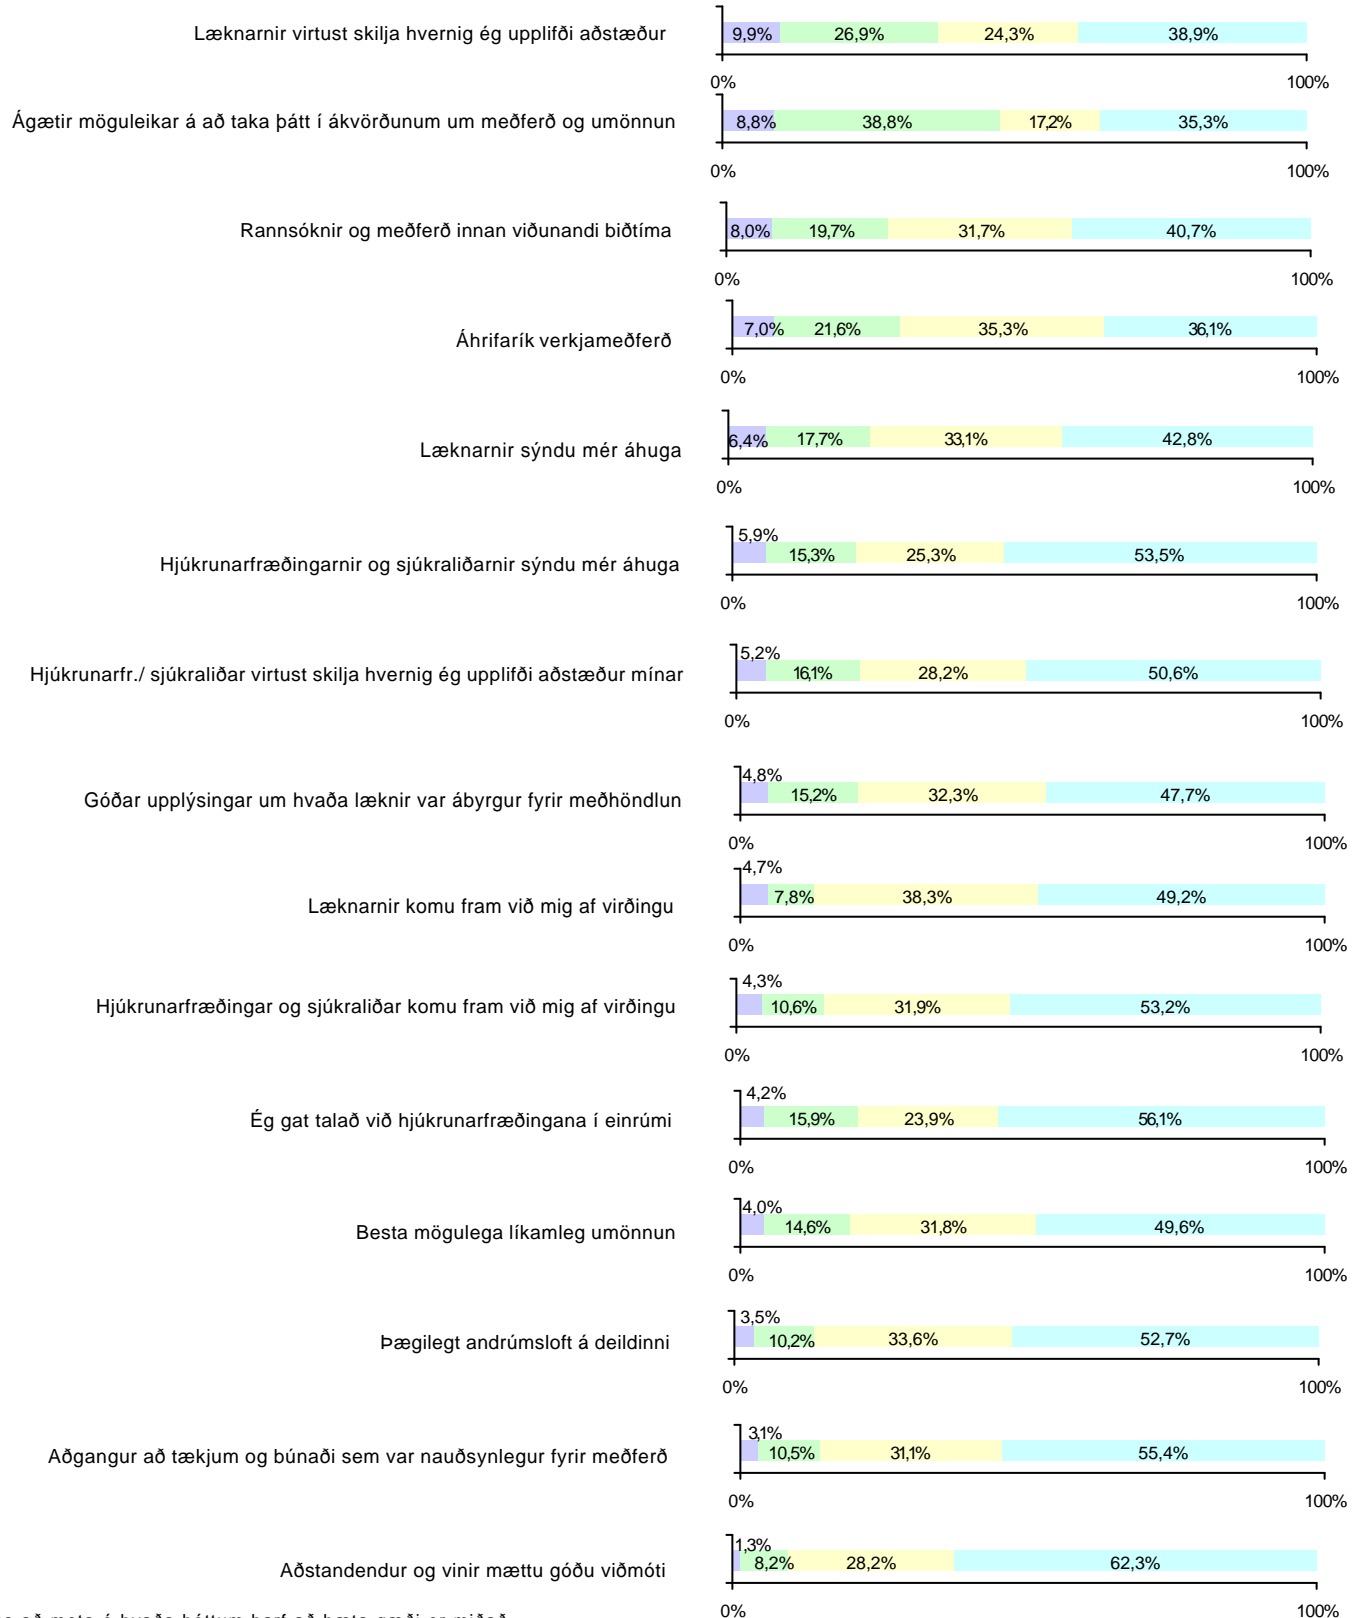 Læknarnir virtust skilja hvernig ég upplifði aðstæður 9,9% 26,9% 24,3% 38,9%
0% 100%
Ágætir möguleikar á að taka þátt í ákvörðunum um meðferð og umönnun 8,8% 38,8% 17,2% 35,3%
0% 100%
Rannsóknir og meðferð innan viðunandi biðtíma 8,0% 19,7% 31,7% 40,7%
0% 100%
Áhrifarík verkjameðferð 7,0% 21,6% 35,3% 36,1%
0% 100%
Læknarnir sýndu mér áhuga 6,4% 17,7% 33,1% 42,8%
0% 100%
Hjúkrunarfræðingarnir og sjúkraliðarnir sýndu mér áhuga 5,9% 15,3% 25,3% 53,5%
0% 100%
Hjúkrunarfr./ sjúkraliðar virtust skilja hvernig ég upplifði aðstæður mínar 5,2% 16,1% 28,2% 50,6%
0% 100%
Góðar upplýsingar um hvaða læknir var ábyrgur fyrir meðhöndlun 4,8% 15,2% 32,3% 47,7%
0% 100%
Læknarnir komu fram við mig af virðingu 4,7% 7,8% 38,3% 49,2%
0% 100%
Hjúkrunarfræðingar og sjúkraliðar komu fram við mig af virðingu 4,3% 10,6% 31,9% 53,2%
0% 100%
Ég gat talað við hjúkrunarfræðingana í einrúmi 4,2% 15,9% 23,9% 56,1%
0% 100%
Besta mögulega líkamleg umönnun 4,0% 14,6% 31,8% 49,6%
0% 100%
Þægilegt andrúmsloft á deildinni 3,5% 10,2% 33,6% 52,7%
0% 100%
Aðgangur að tækjum og búnaði sem var nauðsynlegur fyrir meðferð 3,1% 10,5% 31,1% 55,4%
0% 100%
Aðstandendur og vinir mættu góðu viðmóti 1,3% 8,2% 28,2% 62,3%
0% 100%